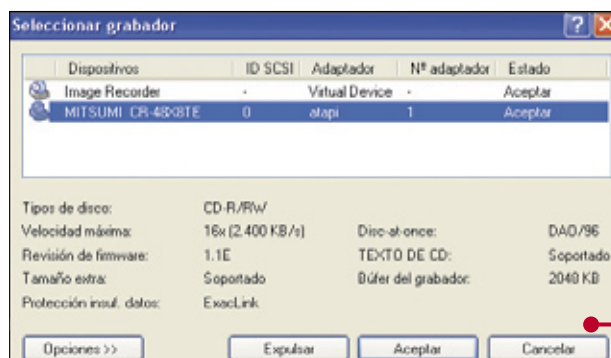 Seleccionar grabador
Dispositivos ID SCSI Adaptador Nº adaptador Estado
Image Recorder - Virtual Device - Aceptar
MITSUMI CR-48X8TE 0 atapi 1 Aceptar
Tipos de disco: CD-R/RW
Velocidad máxima: 16x (2.400 KB/s) Disc-at-once: DAO/96
Revisión de firmware: 1.1E TEXTO DE CD: Soportado
Tamaño extra: Soportado Búfer del grabador: 2048 KB
Protección insuf. datos: ExacLink
Opciones >> Expulsar Aceptar Cancelar